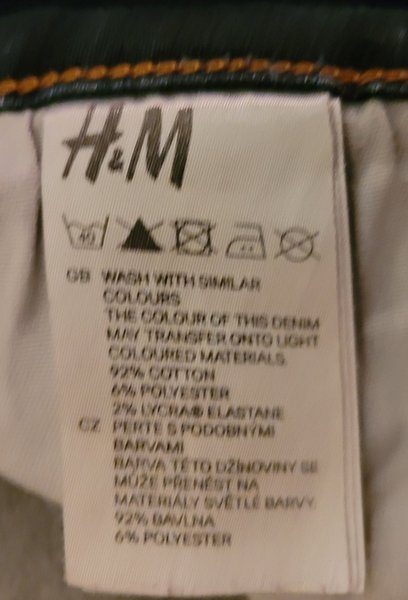 H&M
40
GB WASH WITH SIMILAR
COLOURS
THE COLOUR OF THIS DENIM
MAY TRANSFER ONTO LIGHT
COLOURED MATERIALS.
92% COTTON
6% POLYESTER
2% LYCRA® ELASTANE
CZ PERTE S PODOBNÝMI
BARVAMI
BARVA TÉTO DŽÍNOVINY SE
MŮŽE PŘENÉST NA
MATERIÁLY SVĚTLÉ BARVY.
92% BAVLNA
6% POLYESTER